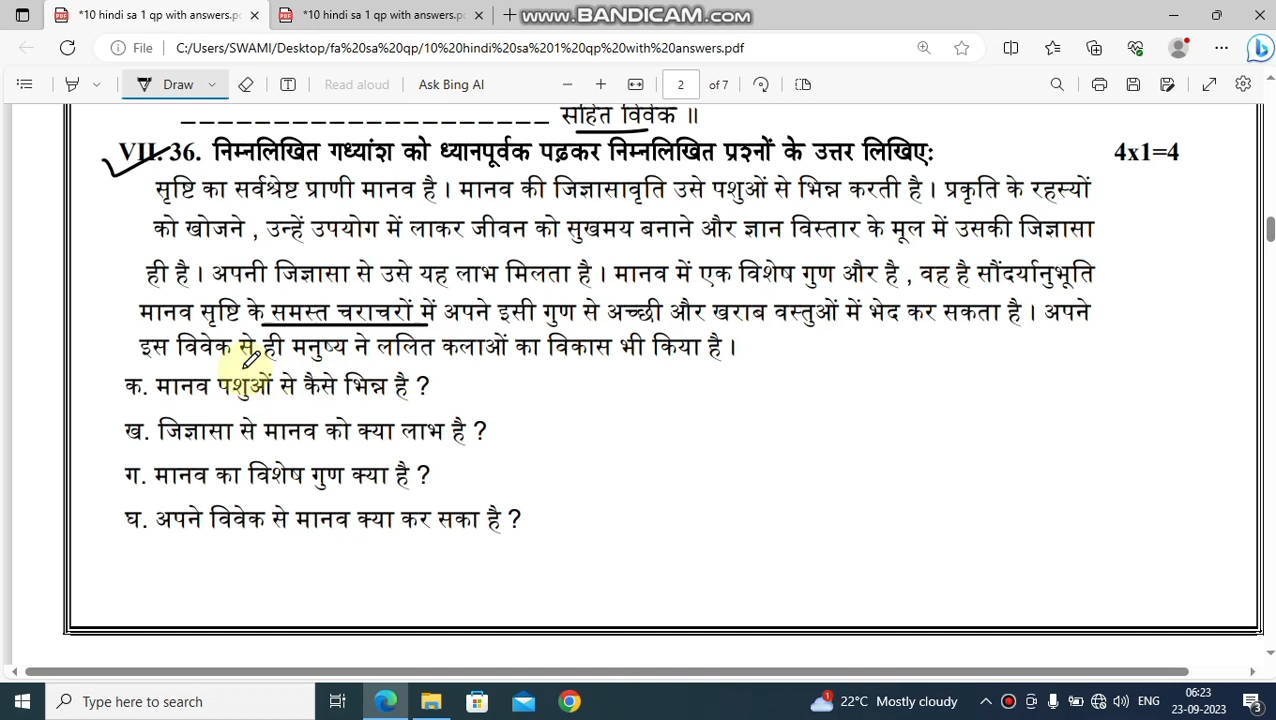 *10 hindi sa 1 qp with answers.pd
*10 hindi sa 1 qp with answers.pd
www.BANDICAM.com
File
C:/Users/SWAMI/Desktop/fa%20sa%20qp/10%20hindi%20sa%201%20qp%20with%20answers.pdf
Draw
Read aloud
Ask Bing AI
2 of 7
____________________ सहित विवेक ॥
VII. 36. निम्नलिखित गध्यांश को ध्यानपूर्वक पढ़कर निम्नलिखित प्रश्नों के उत्तर लिखिए: 4x1=4
सृष्टि का सर्वश्रेष्ट प्राणी मानव है । मानव की जिज्ञासावृति उसे पशुओं से भिन्न करती है । प्रकृति के रहस्यों
को खोजने , उन्हें उपयोग में लाकर जीवन को सुखमय बनाने और ज्ञान विस्तार के मूल में उसकी जिज्ञासा
ही है । अपनी जिज्ञासा से उसे यह लाभ मिलता है । मानव में एक विशेष गुण और है , वह है सौंदर्यानुभूति
मानव सृष्टि के समस्त चराचरों में अपने इसी गुण से अच्छी और खराब वस्तुओं में भेद कर सकता है । अपने
इस विवेक से ही मनुष्य ने ललित कलाओं का विकास भी किया है ।
क. मानव पशुओं से कैसे भिन्न है ?
ख. जिज्ञासा से मानव को क्या लाभ है ?
ग. मानव का विशेष गुण क्या है ?
घ. अपने विवेक से मानव क्या कर सका है ?
Type here to search
1
22°C Mostly cloudy
ENG
06:23
23-09-2023
3